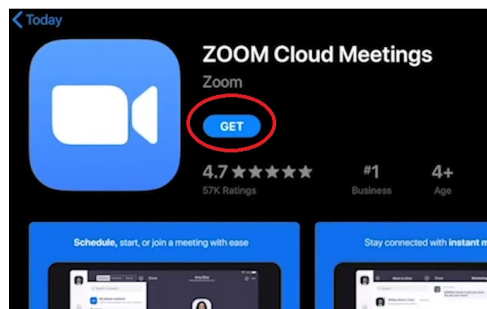 Today
ZOOM Cloud Meetings
Zoom
GET
4.7 #1 4+
57K Ratings Business Age
Schedule, start, or join a meeting with ease
Stay connected with instant m